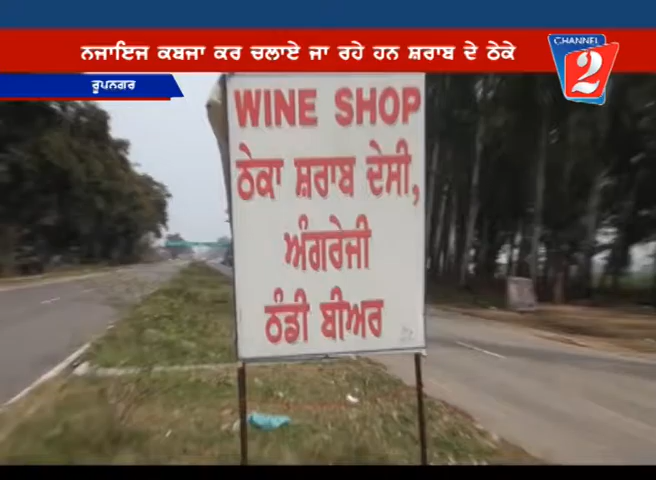 ਨਜਾਇਜ ਕਬਜਾ ਕਰ ਚਲਾਏ ਜਾ ਰਹੇ ਹਨ ਸ਼ਰਾਬ ਦੇ ਠੇਕੇ
CHANNEL
2
ਰੂਪਨਗਰ
WINE SHOP
ਠੇਕਾ ਸ਼ਰਾਬ ਦੇਸੀ,
ਅੰਗਰੇਜੀ
ਠੰਡੀ ਬੀਅਰ